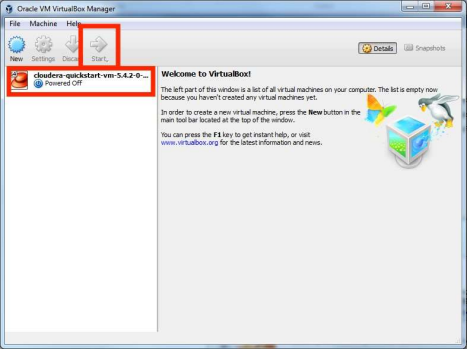 Oracle VM VirtualBox Manager
File Machine Help
New Settings Discar Start
Details Snapshots
cloudera-quickstart-vm-5.4.2-0-...
Powered Off
Welcome to VirtualBox!
The left part of this window is a list of all virtual machines on your computer. The list is empty now
because you haven't created any virtual machines yet.
In order to create a new virtual machine, press the New button in the
main tool bar located at the top of the window.
You can press the F1 key to get instant help, or visit
www.virtualbox.org for the latest information and news.